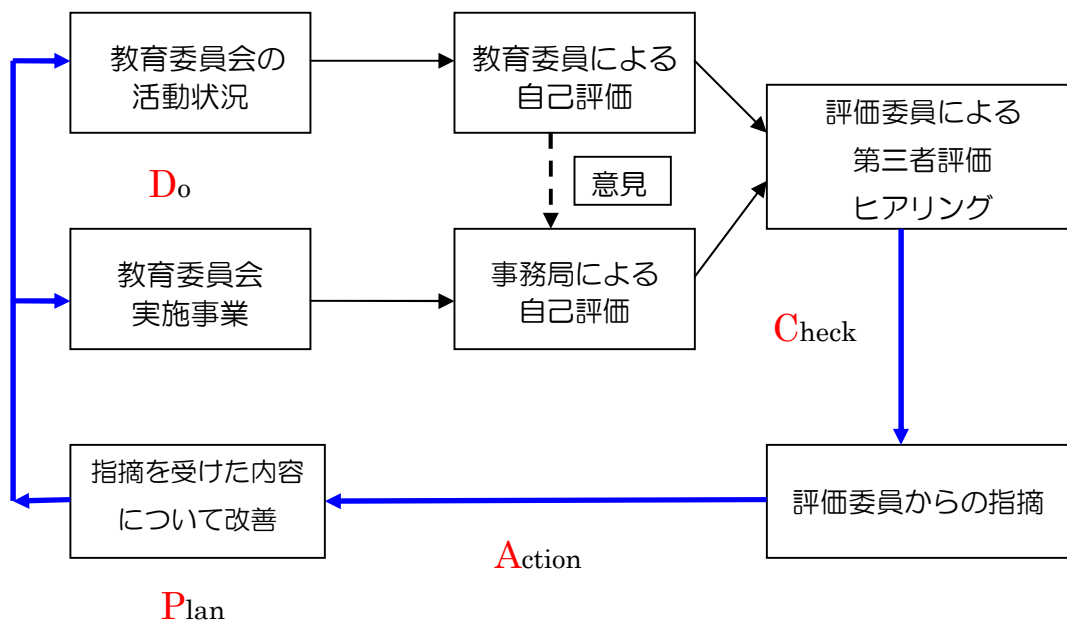 教育委員会の
活動状況
教育委員による
自己評価
評価委員による
第三者評価
ヒアリング
Do
意見
教育委員会
実施事業
事務局による
自己評価
Check
指摘を受けた内容
について改善
評価委員からの指摘
Action
Plan